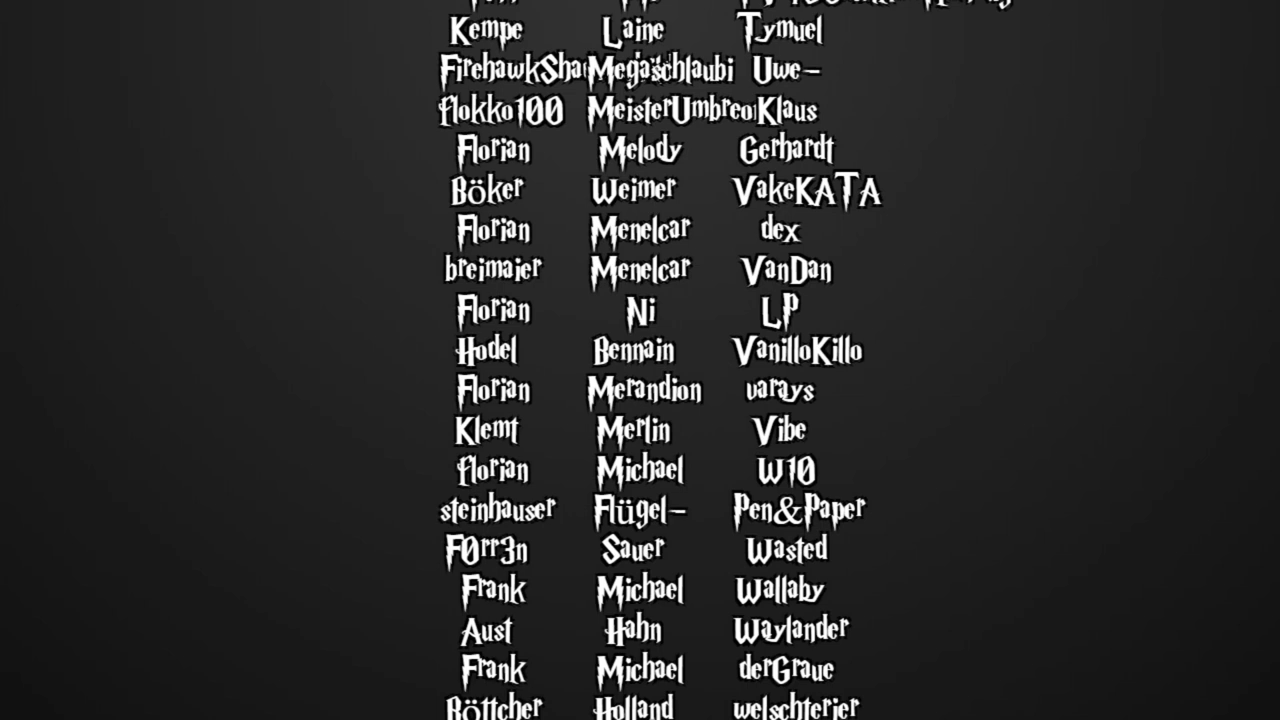 Kempe Laine Tymuel
FirehawkSha Megaschlaubi Uwe-
flokko100 MeisterUmbreo Klaus
Florian Melody Gerhardt
Böker Weimer VakeKATA
Florian Menelcar dex
breimaier Menelcar VanDan
Florian Ni LP
Hodel Bennain VanilloKillo
Florian Merandion varays
Klemt Merlin Vibe
florian Michael W10
steinhauser Flügel- Pen&Paper
F0rr3n Sauer Wasted
Frank Michael Wallaby
Aust Hahn Waylander
Frank Michael derGraue
Böttcher Holland welschterier